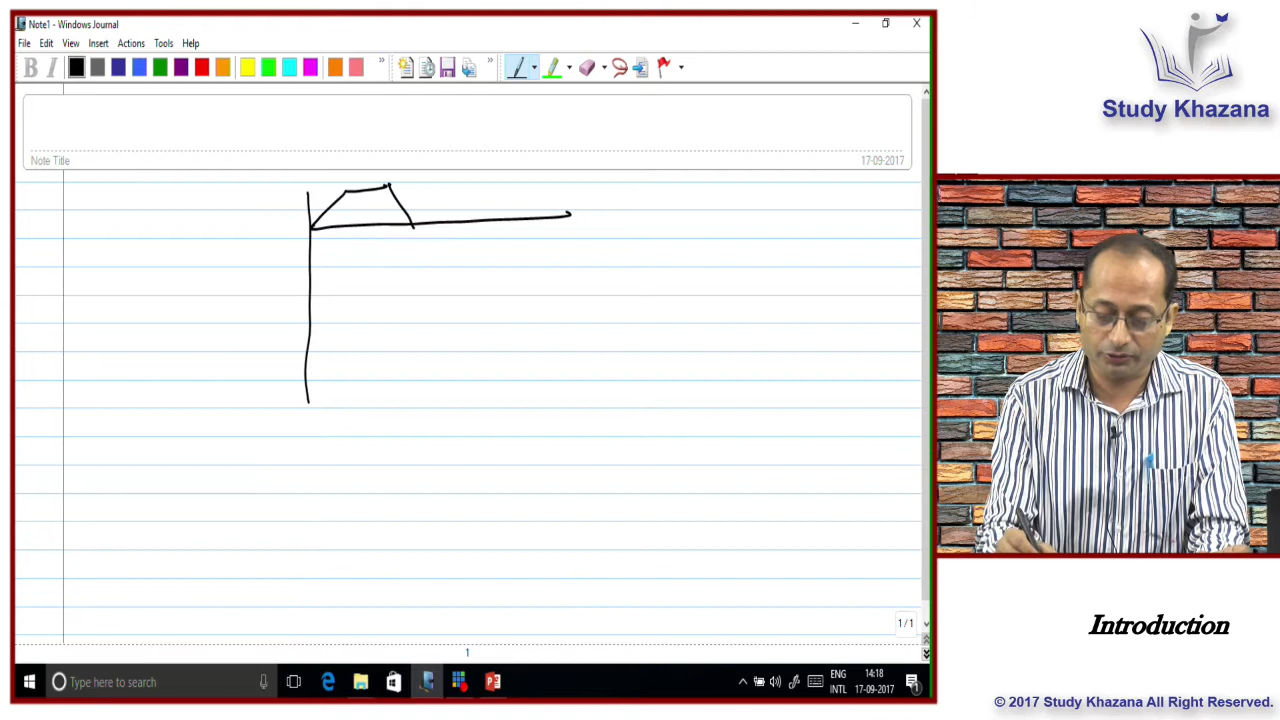 Note1 - Windows Journal
File Edit View Insert Actions Tools Help
B I
Note Title
17-09-2017
1/1
1
Type here to search
ENG
INTL
14:18
17-09-2017
1
Study Khazana
Introduction
© 2017 Study Khazana All Right Reserved.